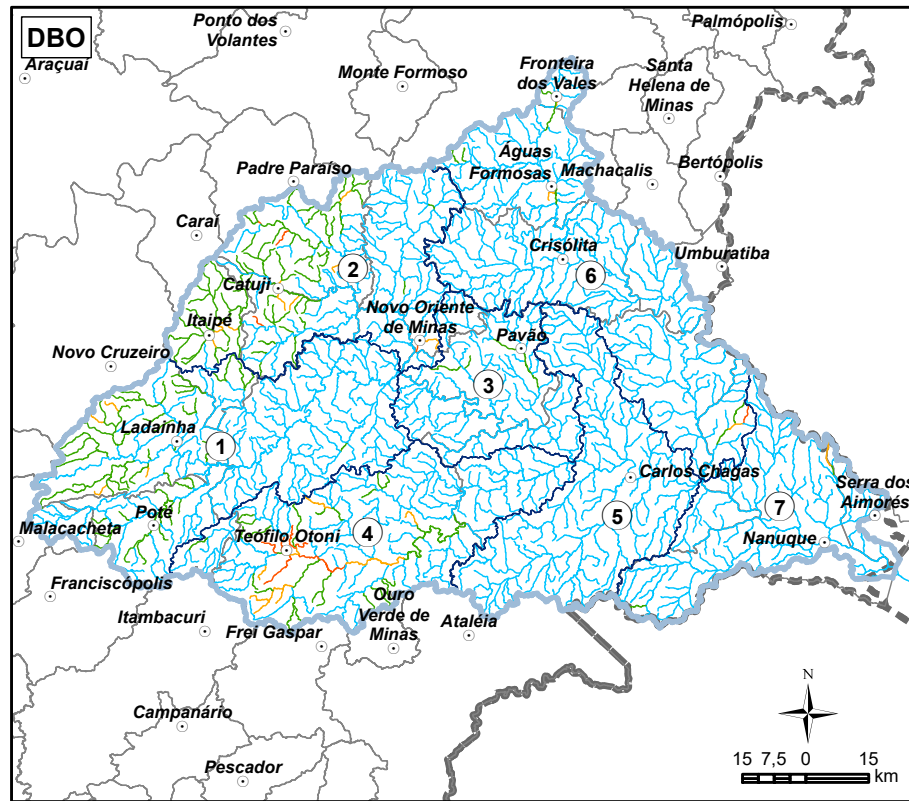 DBO
Ponto dos
Volantes
Palmópolis
Araçuaí
Monte Formoso
Fronteira
dos Vales
Santa
Helena de
Minas
Águas
Formosas
Machacalis
Bertópolis
Padre Paraíso
Caraí
Crisólita
Umburatiba
2
6
Catuji
Itaipé
Novo Oriente
de Minas
Pavão
Novo Cruzeiro
3
Ladainha
1
Carlos Chagas
Serra dos
Aimorés
Poté
4
5
7
Malacacheta
Teófilo Otoni
Nanuque
Franciscópolis
Itambacuri
Ouro
Verde de
Minas
Ataléia
Frei Gaspar
N
Campanário
Pescador
15 7,5 0 15
km